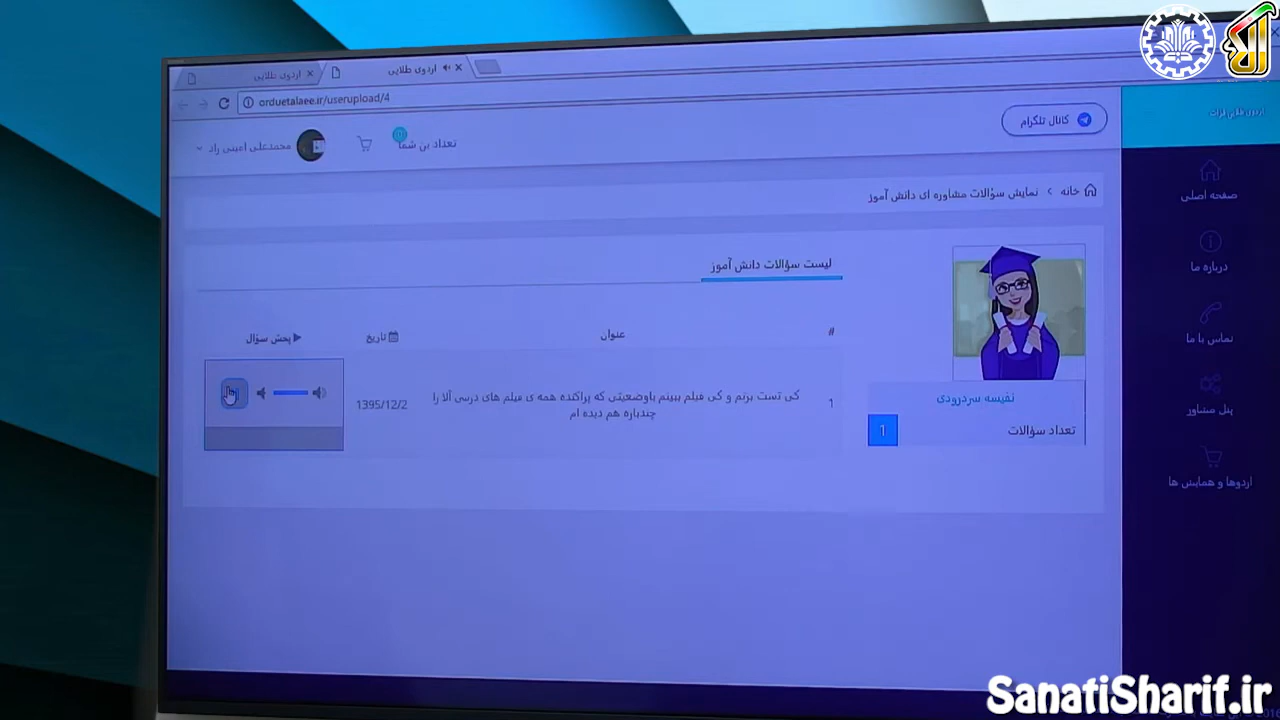 اردوی طلایی
اردوی طلایی
orduetalaee.ir/userupload/4
کانال تلگرام
تعداد بن شما
محمدعلی امینی راد
خانه > نمایش سؤالات مشاوره ای دانش آموز
صفحه اصلی
درباره ما
تماس با ما
پنل مشاور
اردوها و همایش ها
لیست سؤالات دانش آموز
# عنوان تاریخ پخش سؤال
1 کی تست بزنم و کی فیلم ببینم باوضعیتی که پراکنده همه ی فیلم های درسی آلا را
چندباره هم دیده ام
1395/12/2
نفیسه سردرودی
تعداد سؤالات 1
SanatiSharif.ir